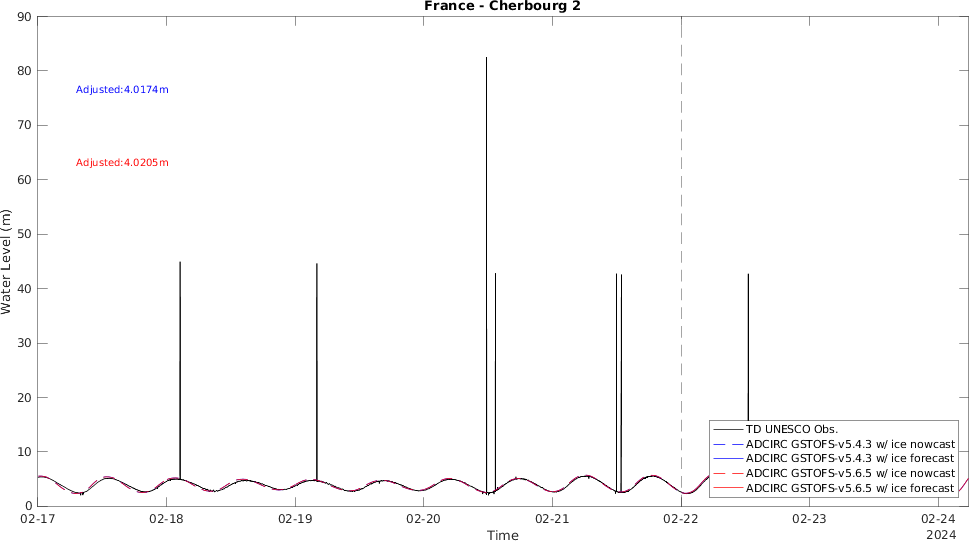 France - Cherbourg 2
90
80
70
60
50
40
30
20
10
0
Water Level (m)
Adjusted:4.0174m
Adjusted:4.0205m
TD UNESCO Obs.
ADCIRC GSTOFS-v5.4.3 w/ ice nowcast
ADCIRC GSTOFS-v5.4.3 w/ ice forecast
ADCIRC GSTOFS-v5.6.5 w/ ice nowcast
ADCIRC GSTOFS-v5.6.5 w/ ice forecast
02-17 02-18 02-19 02-20 02-21 02-22 02-23 02-24
2024
Time